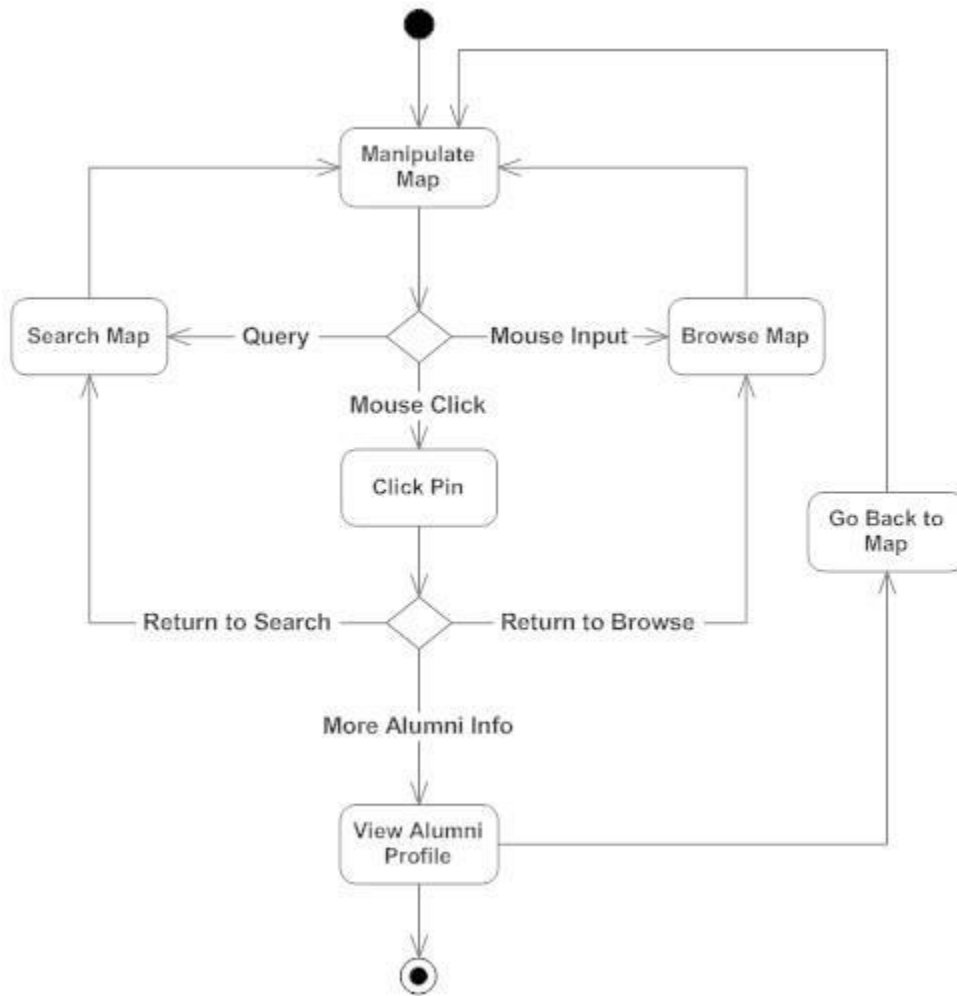 Manipulate
Map
Search Map
Query
Mouse Input
Browse Map
Mouse Click
Click Pin
Go Back to
Map
Return to Search
Return to Browse
More Alumni Info
View Alumni
Profile